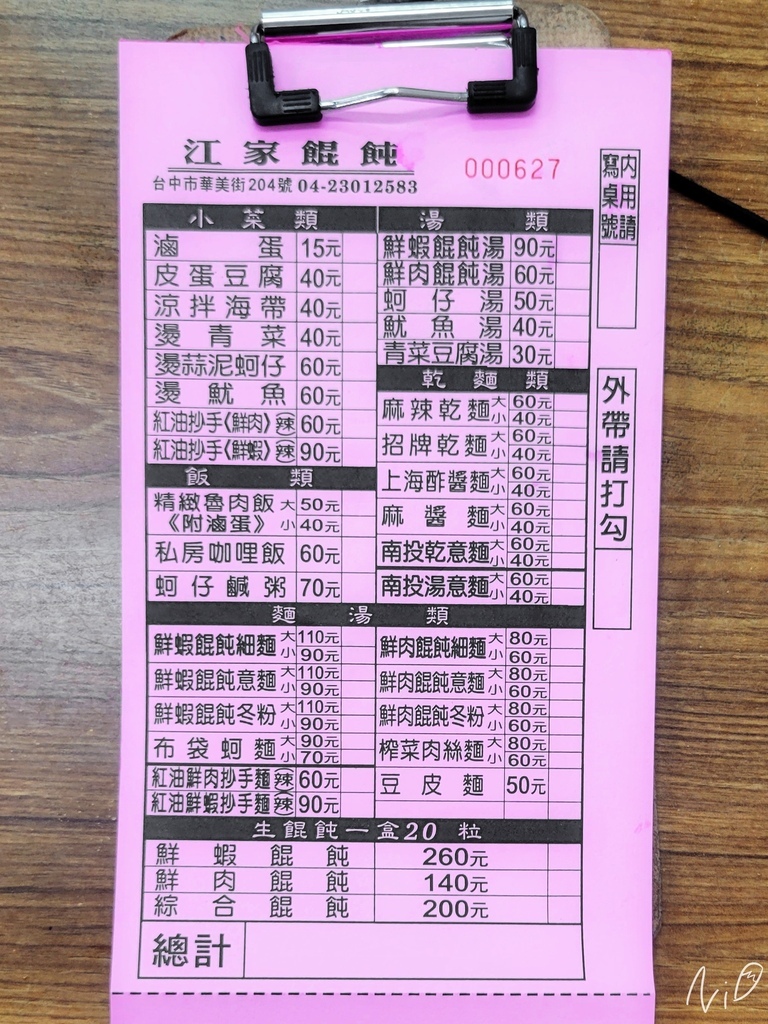 江家餛飩
000627
台中市華美街204號 04-23012583
內用請寫桌號
外帶請打勾
小菜類
滷蛋 15元
皮蛋豆腐 40元
涼拌海帶 40元
燙青菜 40元
燙蒜泥蚵仔 60元
燙魷魚 60元
紅油抄手《鮮肉》辣 60元
紅油抄手《鮮蝦》辣 90元
飯類
精緻魯肉飯 大 50元
《附滷蛋》 小 40元
私房咖哩飯 60元
蚵仔鹹粥 70元
湯類
鮮蝦餛飩湯 90元
鮮肉餛飩湯 60元
蚵仔湯 50元
魷魚湯 40元
青菜豆腐湯 30元
乾麵類
麻辣乾麵 大 60元 小 40元
招牌乾麵 大 60元 小 40元
上海酢醬麵 大 60元 小 40元
麻醬麵 大 60元 小 40元
南投乾意麵 大 60元 小 40元
南投湯意麵 大 60元 小 40元
麵湯類
鮮蝦餛飩細麵 大 110元 小 90元
鮮蝦餛飩意麵 大 110元 小 90元
鮮蝦餛飩冬粉 大 110元 小 90元
布袋蚵麵 大 90元 小 70元
紅油鮮肉抄手麵 辣 60元
紅油鮮蝦抄手麵 辣 90元
鮮肉餛飩細麵 大 80元 小 60元
鮮肉餛飩意麵 大 80元 小 60元
鮮肉餛飩冬粉 大 80元 小 60元
榨菜肉絲麵 大 80元 小 60元
豆皮麵 50元
生餛飩一盒20粒
鮮蝦餛飩 260元
鮮肉餛飩 140元
綜合餛飩 200元
總計